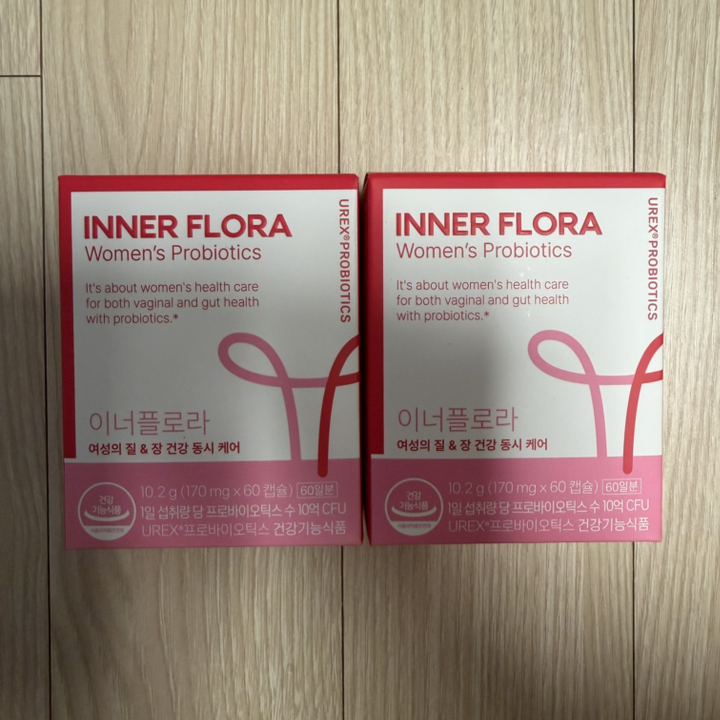 INNER FLORA
Women's Probiotics
It's about women's health care
for both vaginal and gut health
with probiotics.*
UREX®PROBIOTICS
이너플로라
여성의 질 & 장 건강 동시 케어
건강
기능식품
10.2 g (170 mg x 60 캡슐) 60일분
1일 섭취량 당 프로바이오틱스 수 10억 CFU
UREX®프로바이오틱스 건강기능식품
INNER FLORA
Women's Probiotics
It's about women's health care
for both vaginal and gut health
with probiotics.*
UREX®PROBIOTICS
이너플로라
여성의 질 & 장 건강 동시 케어
건강
기능식품
10.2 g (170 mg x 60 캡슐) 60일분
1일 섭취량 당 프로바이오틱스 수 10억 CFU
UREX®프로바이오틱스 건강기능식품